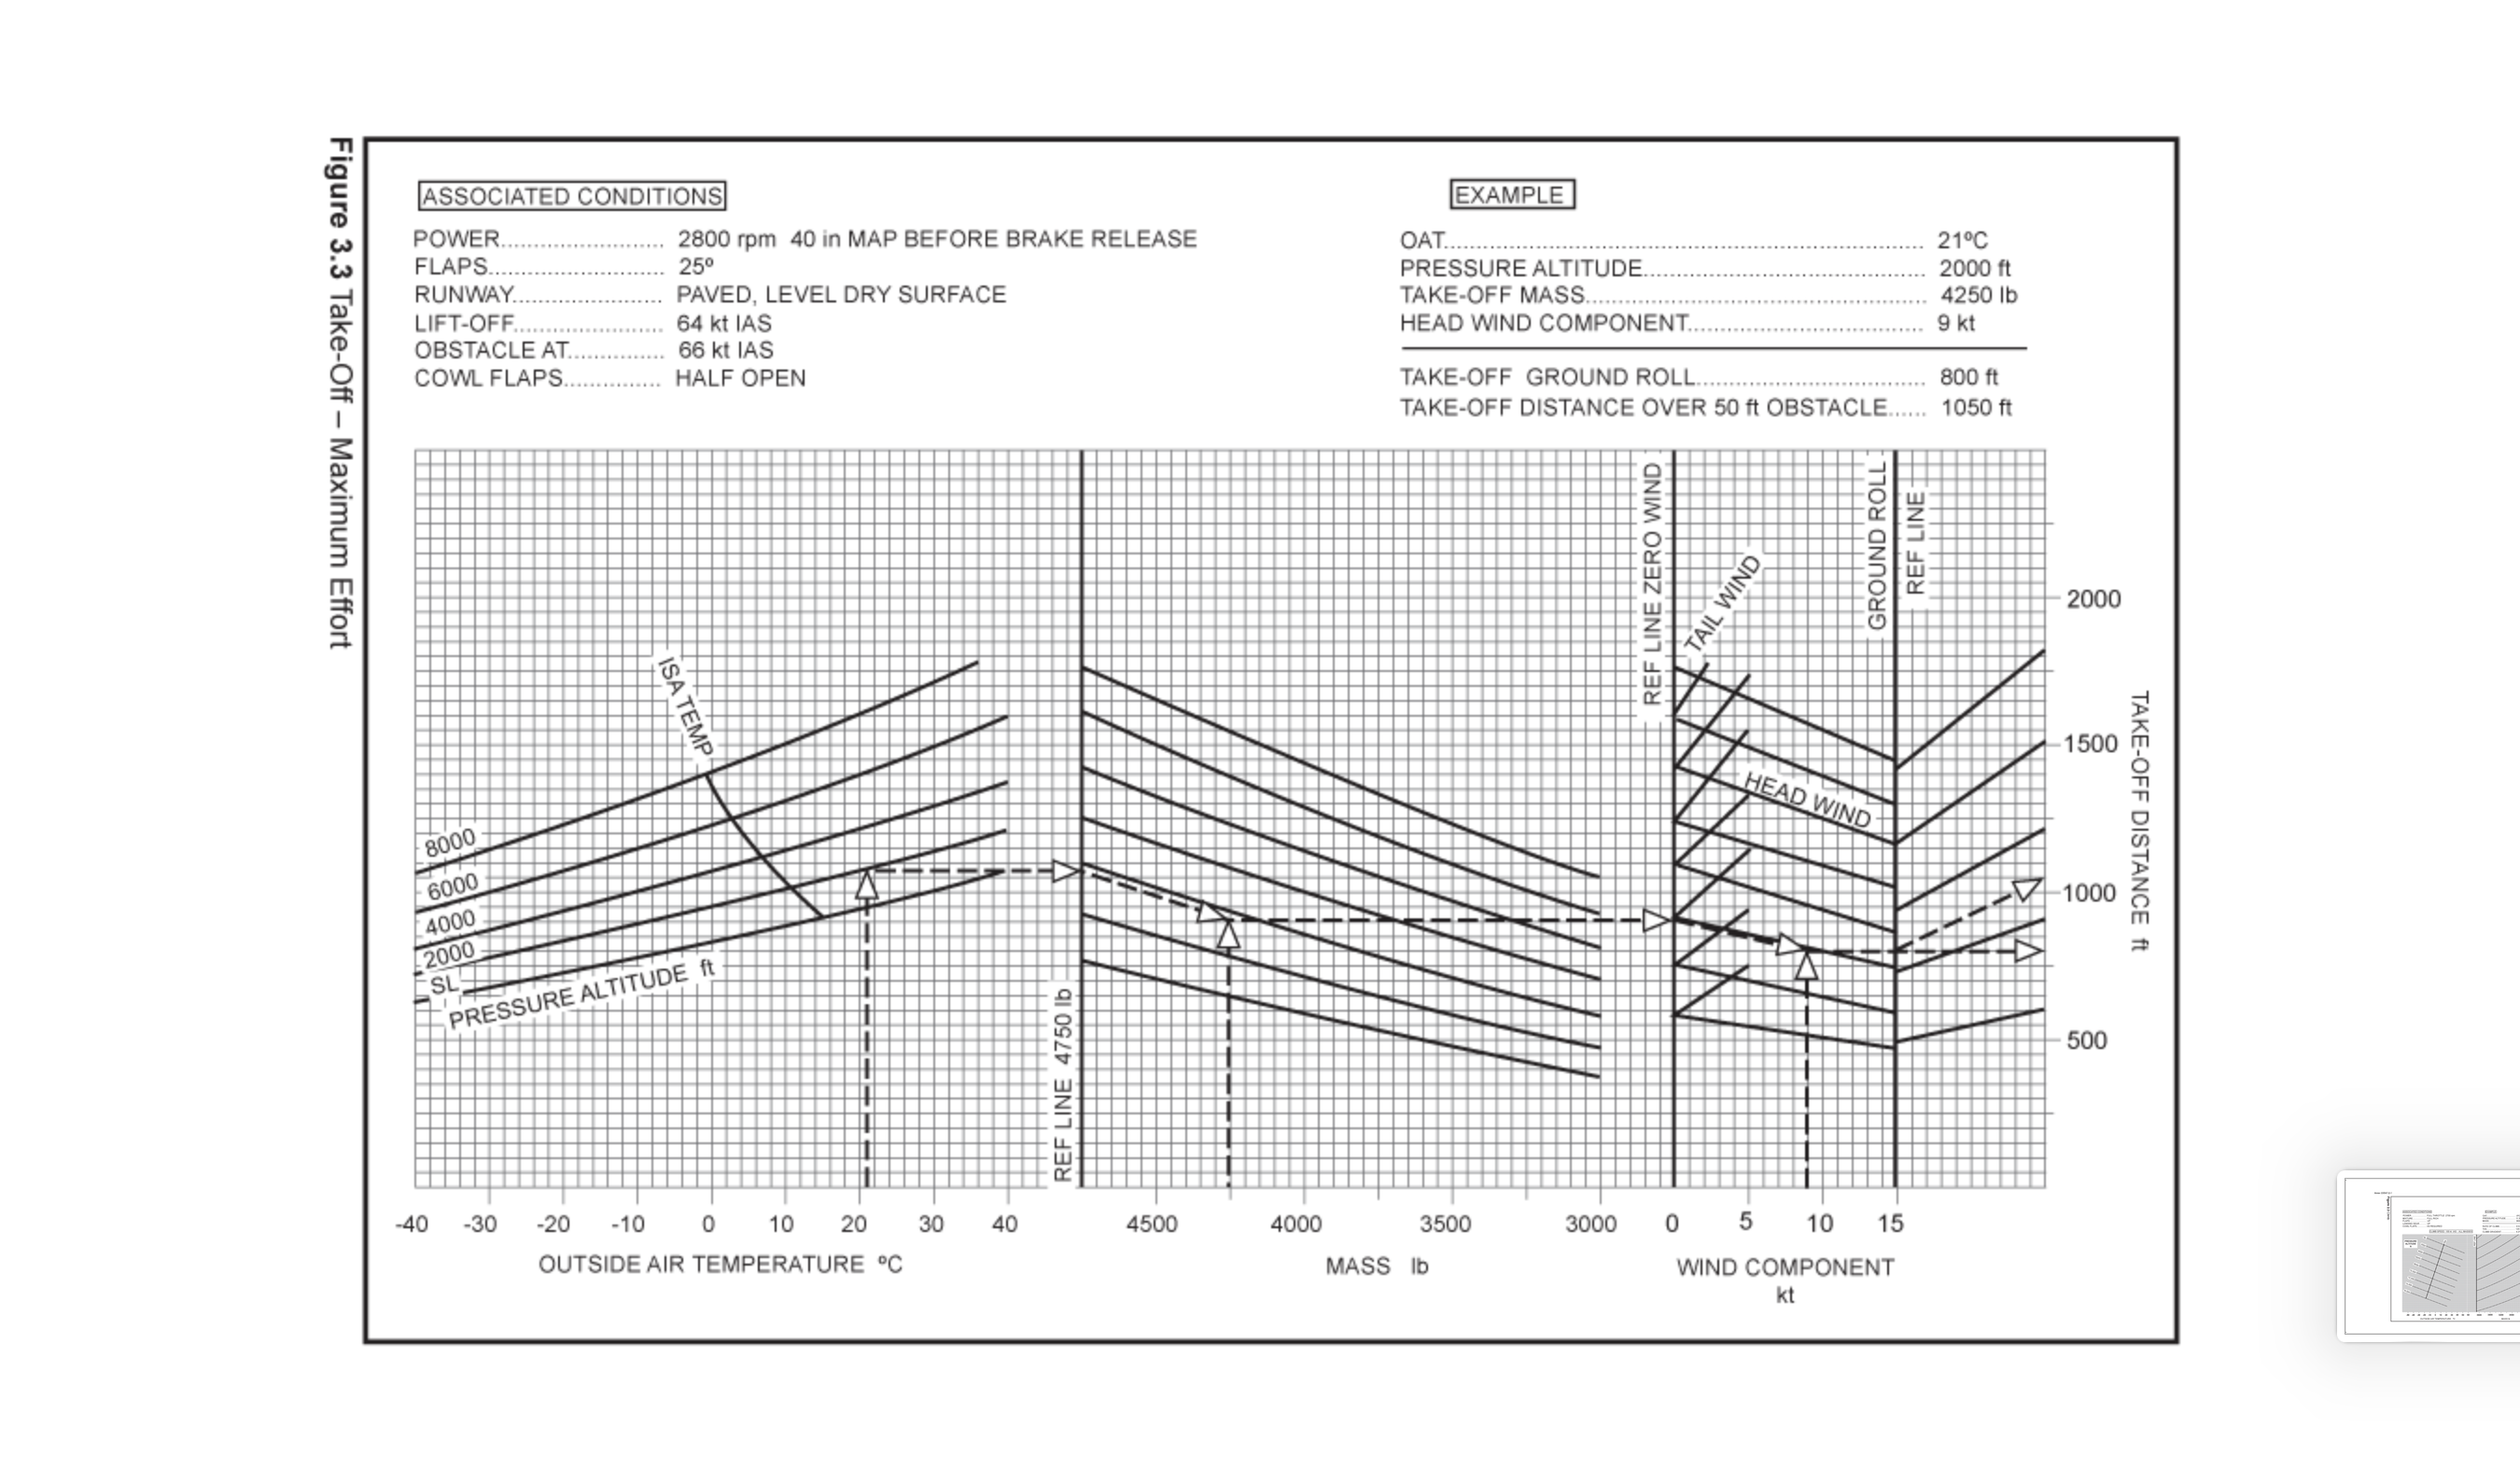 Figure 3.3 Take-Off – Maximum Effort
ASSOCIATED CONDITIONS
POWER........................ 2800 rpm 40 in MAP BEFORE BRAKE RELEASE
FLAPS.......................... 25º
RUNWAY...................... PAVED, LEVEL DRY SURFACE
LIFT-OFF...................... 64 kt IAS
OBSTACLE AT.............. 66 kt IAS
COWL FLAPS.............. HALF OPEN
EXAMPLE
OAT...................................................................... 21ºC
PRESSURE ALTITUDE......................................... 2000 ft
TAKE-OFF MASS.................................................. 4250 lb
HEAD WIND COMPONENT................................... 9 kt
TAKE-OFF GROUND ROLL.................................. 800 ft
TAKE-OFF DISTANCE OVER 50 ft OBSTACLE...... 1050 ft
ISA TEMP
8000
6000
4000
2000
SL
PRESSURE ALTITUDE ft
REF LINE 4750 lb
REF LINE ZERO WIND
TAIL WIND
HEAD WIND
GROUND ROLL
REF LINE
2000
1500
1000
500
TAKE-OFF DISTANCE ft
-40 -30 -20 -10 0 10 20 30 40 4500 4000 3500 3000 0 5 10 15
OUTSIDE AIR TEMPERATURE ºC
MASS lb
WIND COMPONENT
kt